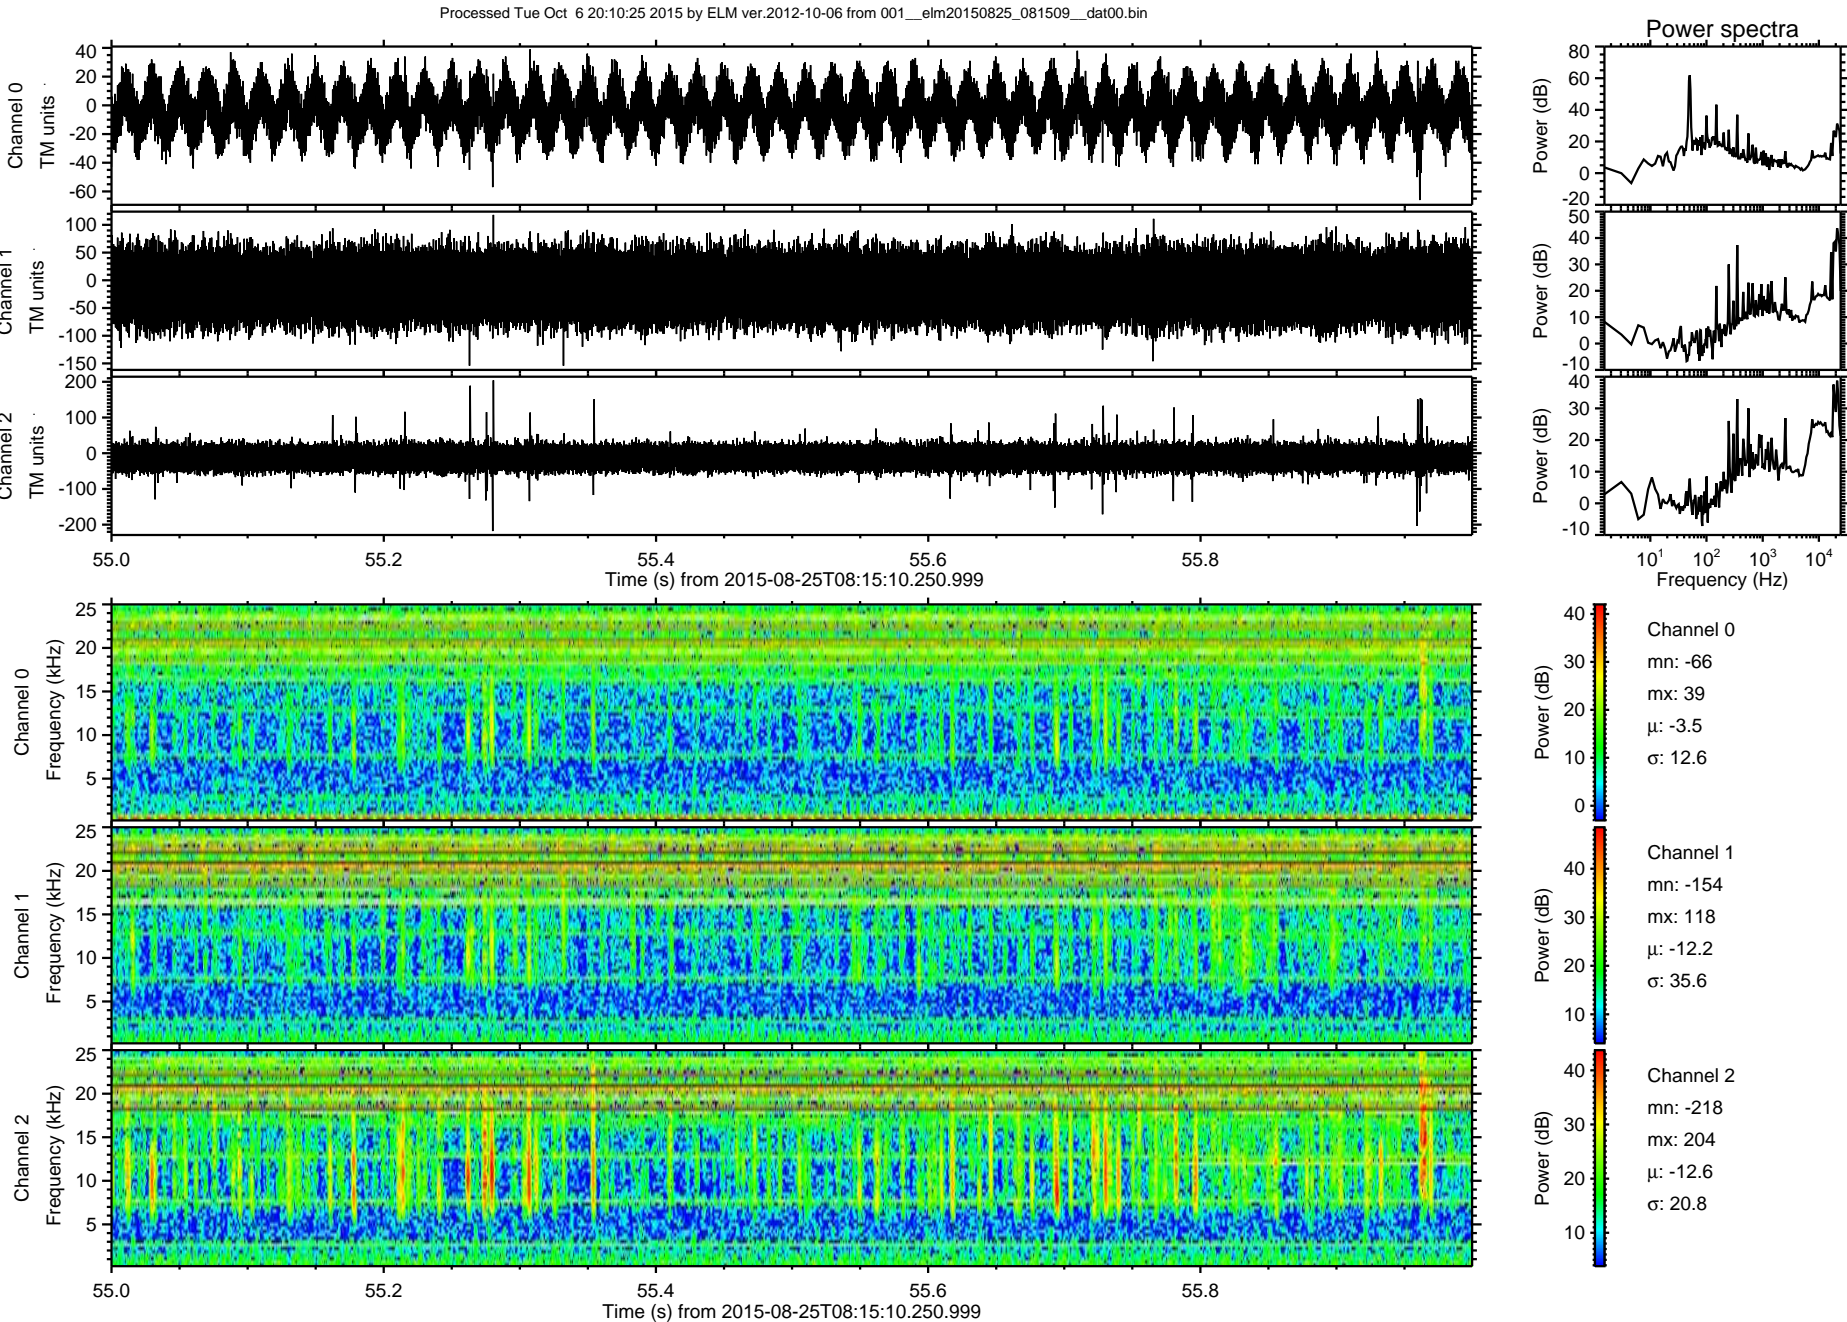 Processed Tue Oct 6 20:10:25 2015 by ELM ver.2012-10-06 from 001__elm20150825_081509__dat00.bin
Power spectra
Channel 0
TM units
40
20
0
-20
-40
-60
Power (dB)
80
60
40
20
0
-20
Channel 1
TM units
100
50
0
-50
-100
-150
Power (dB)
50
40
30
20
10
0
-10
Channel 2
TM units
200
100
0
-100
-200
Power (dB)
40
30
20
10
0
-10
55.0 55.2 55.4 55.6 55.8
Time (s) from 2015-08-25T08:15:10.250.999
10¹ 10² 10³ 10⁴
Frequency (Hz)
Channel 0
Frequency (kHz)
25
20
15
10
5
Power (dB)
40
30
20
10
0
Channel 0
mn: -66
mx: 39
μ: -3.5
σ: 12.6
Channel 1
Frequency (kHz)
25
20
15
10
5
Power (dB)
40
30
20
10
Channel 1
mn: -154
mx: 118
μ: -12.2
σ: 35.6
Channel 2
Frequency (kHz)
25
20
15
10
5
Power (dB)
40
30
20
10
Channel 2
mn: -218
mx: 204
μ: -12.6
σ: 20.8
55.0 55.2 55.4 55.6 55.8
Time (s) from 2015-08-25T08:15:10.250.999